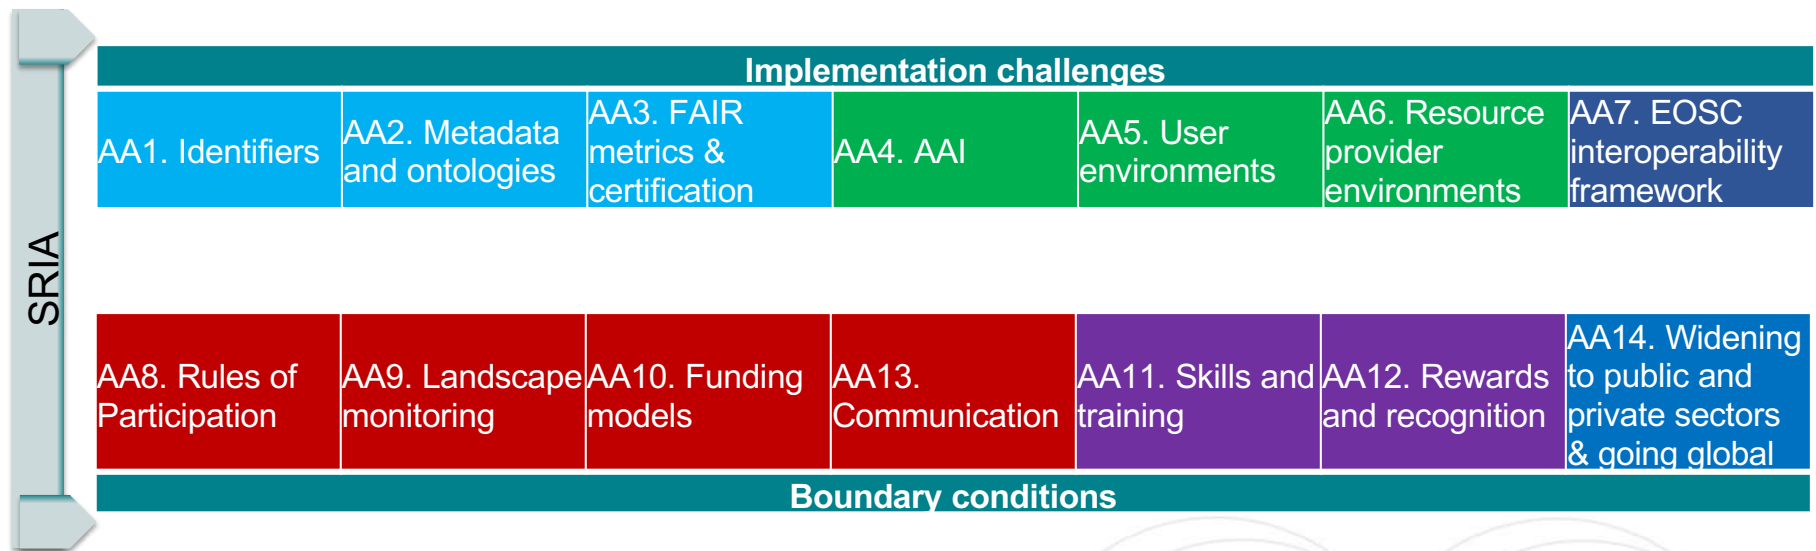 SRIA
Implementation challenges
AA1. Identifiers
AA2. Metadata
and ontologies
AA3. FAIR
metrics &
certification
AA4. AAI
AA5. User
environments
AA6. Resource
provider
environments
AA7. EOSC
interoperability
framework
AA8. Rules of
Participation
AA9. Landscape
monitoring
AA10. Funding
models
AA13.
Communication
AA11. Skills and
training
AA12. Rewards
and recognition
AA14. Widening
to public and
private sectors
& going global
Boundary conditions